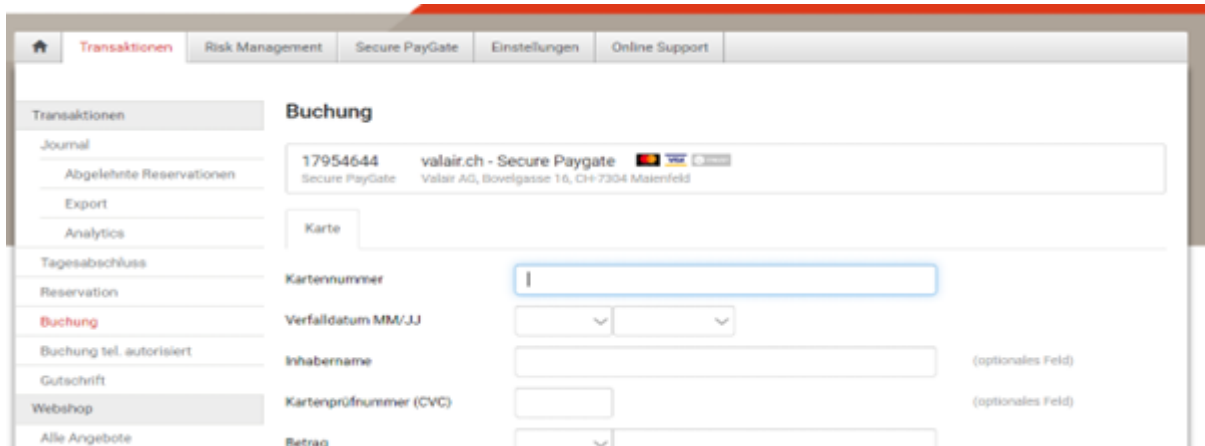 Transaktionen Risk Management Secure PayGate Einstellungen Online Support
Transaktionen
Journal
Abgelehnte Reservationen
Export
Analytics
Tagesabschluss
Reservation
Buchung
Buchung tel. autorisiert
Gutschrift
Webshop
Alle Angebote
Buchung
17954644 valair.ch - Secure Paygate VISA
Secure PayGate Valair AG, Bovelgasse 16, CH-7304 Maienfeld
Karte
Kartennummer
Verfalldatum MM/JJ
Inhabername (optionales Feld)
Kartenprüfnummer (CVC) (optionales Feld)
Betrag